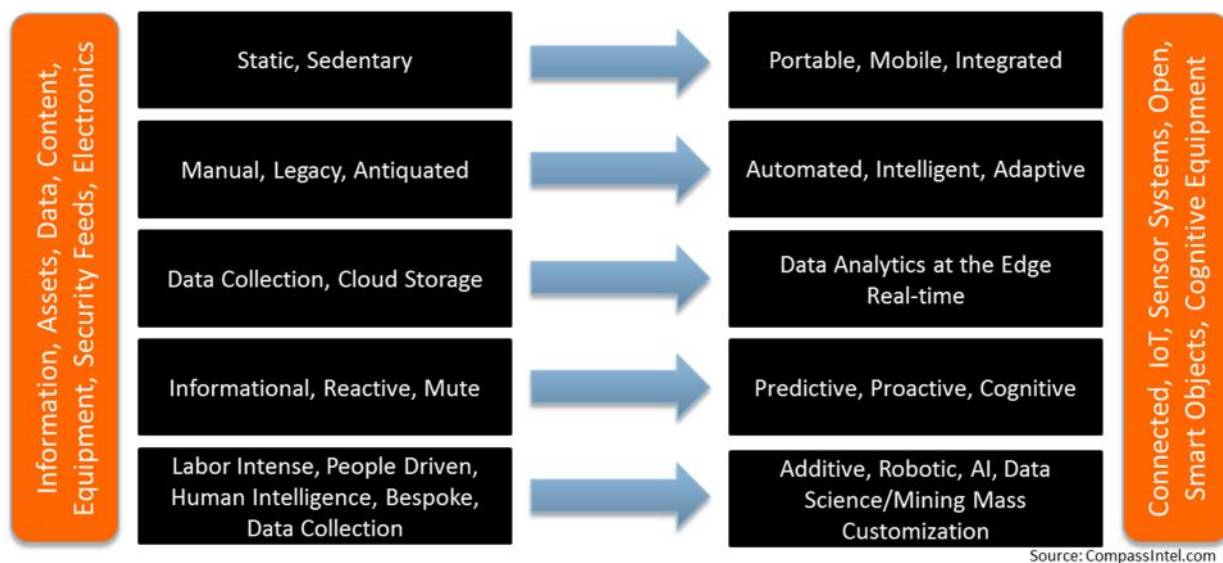 Information, Assets, Data, Content,
Equipment, Security Feeds, Electronics
Static, Sedentary
Portable, Mobile, Integrated
Manual, Legacy, Antiquated
Automated, Intelligent, Adaptive
Data Collection, Cloud Storage
Data Analytics at the Edge
Real-time
Informational, Reactive, Mute
Predictive, Proactive, Cognitive
Labor Intense, People Driven,
Human Intelligence, Bespoke,
Data Collection
Additive, Robotic, AI, Data
Science/Mining Mass
Customization
Connected, IoT, Sensor Systems, Open,
Smart Objects, Cognitive Equipment
Source: CompassIntel.com